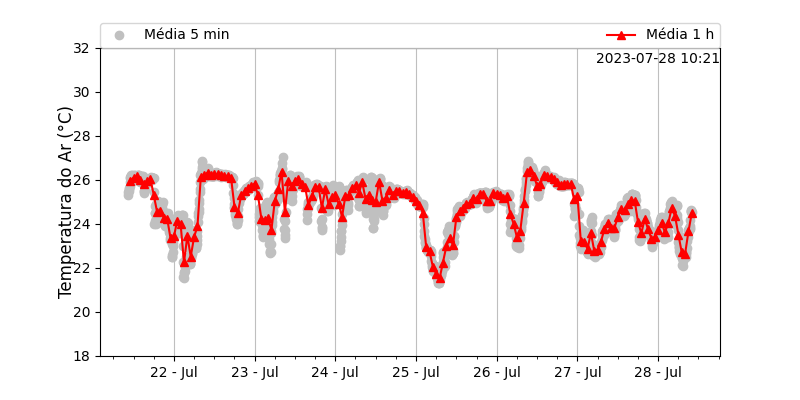 Média 5 min
Média 1 h
2023-07-28 10:21
Temperatura do Ar (°C)
32
30
28
26
24
22
20
18
22 - Jul
23 - Jul
24 - Jul
25 - Jul
26 - Jul
27 - Jul
28 - Jul